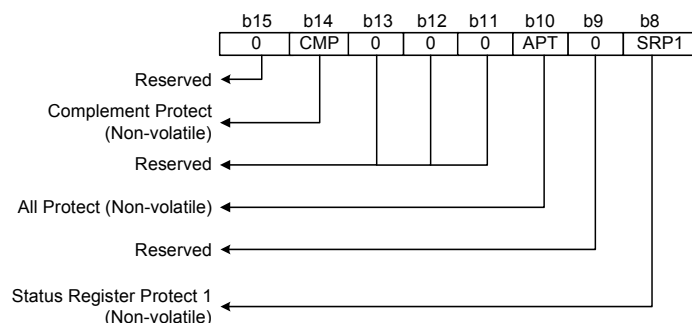 b15 b14 b13 b12 b11 b10 b9 b8
0 CMP 0 0 0 APT 0 SRP1
Reserved
Complement Protect
(Non-volatile)
Reserved
All Protect (Non-volatile)
Reserved
Status Register Protect 1
(Non-volatile)